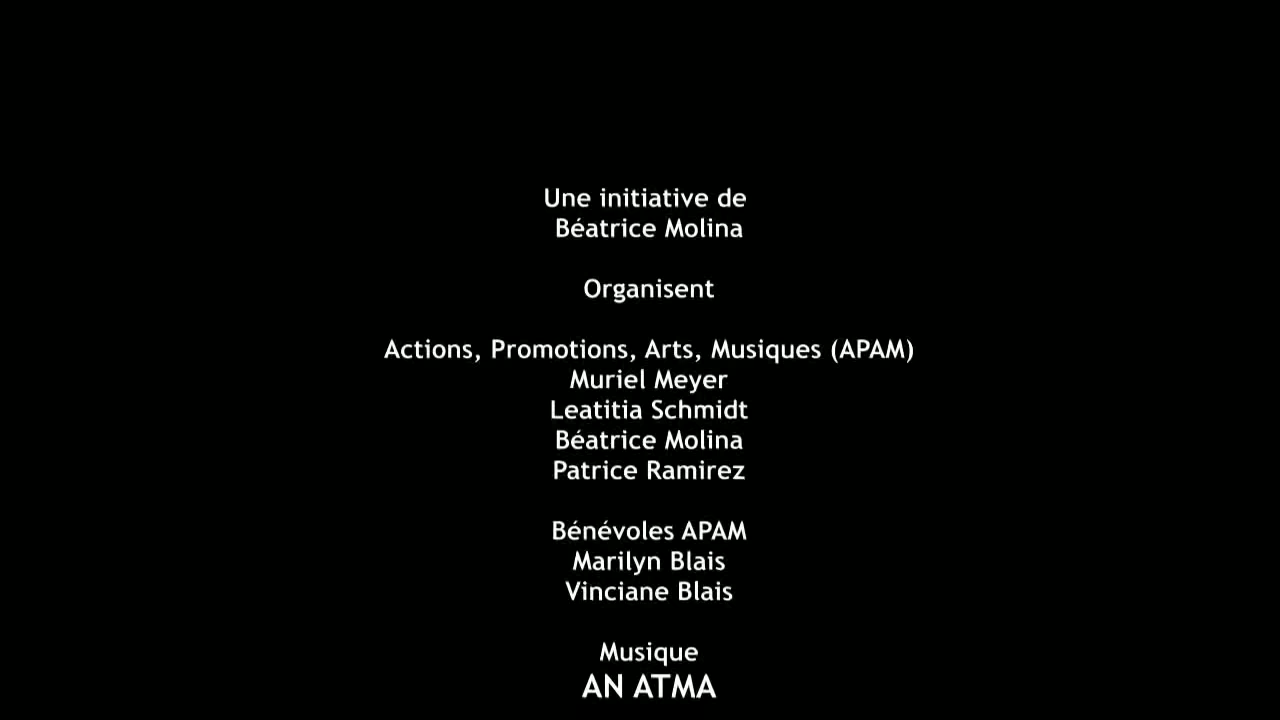 Une initiative de
Béatrice Molina
Organisent
Actions, Promotions, Arts, Musiques (APAM)
Muriel Meyer
Leatitia Schmidt
Béatrice Molina
Patrice Ramirez
Bénévoles APAM
Marilyn Blais
Vinciane Blais
Musique
AN ATMA